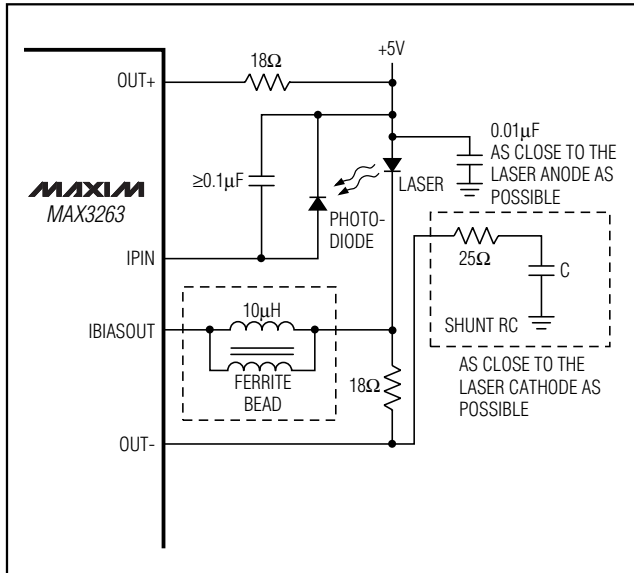 +5V
18Ω
OUT+
0.01µF
AS CLOSE TO THE
LASER ANODE AS
POSSIBLE
≥0.1µF
LASER
MAXIM
MAX3263
PHOTO-
DIODE
IPIN
25Ω
C
SHUNT RC
10µH
IBIASOUT
FERRITE
BEAD
18Ω
AS CLOSE TO THE
LASER CATHODE AS
POSSIBLE
OUT-